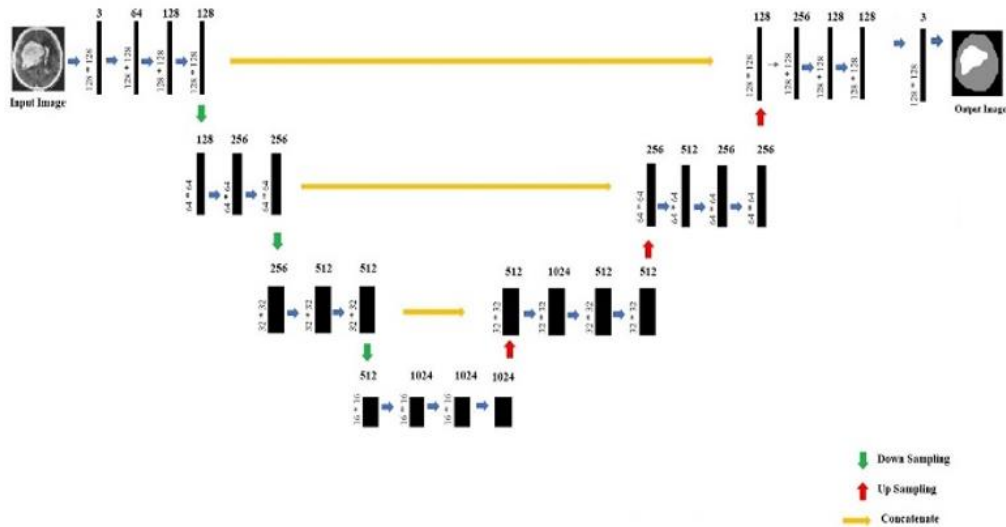 3 64 128 128
128 * 128 128 * 128 128 * 128 128 * 128
Input Image
128 256 128 128 3
128 * 128 128 * 128 128 * 128 128 * 128 128 * 128
Output Image
128 256 256
64 * 64 64 * 64 64 * 64
256 512 256 256
64 * 64 64 * 64 64 * 64 64 * 64
256 512 512
32 * 32 32 * 32 32 * 32
512 1024 512 512
32 * 32 32 * 32 32 * 32 32 * 32
512 1024 1024 1024
16 * 16 16 * 16 16 * 16
Down Sampling
Up Sampling
Concatenate